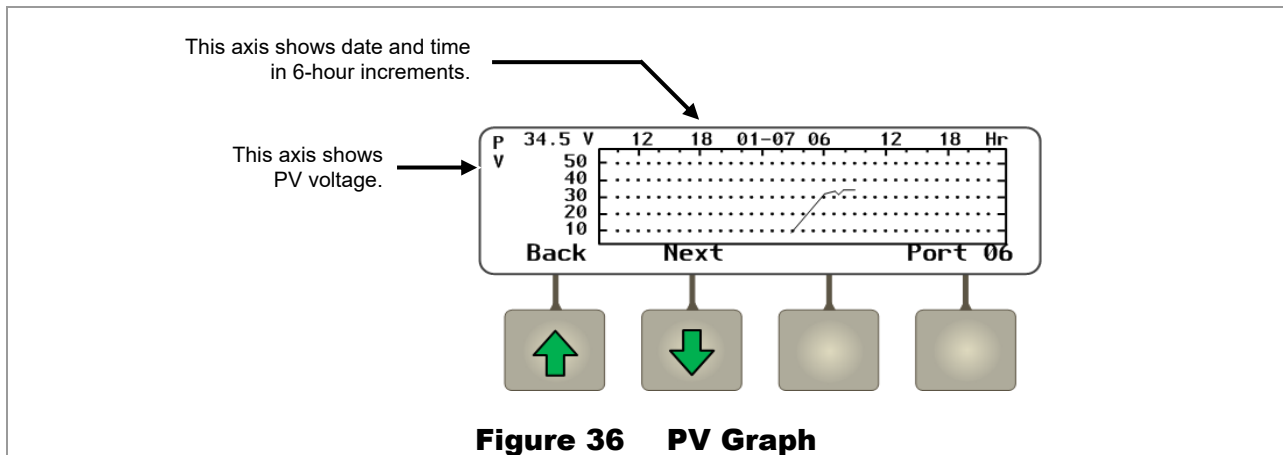 This axis shows date and time
in 6-hour increments.
P 34.5 V 12 18 01-07 06 12 18 Hr
This axis shows
PV voltage.
V 50
40
30
20
10
Back Next Port 06
Figure 36 PV Graph